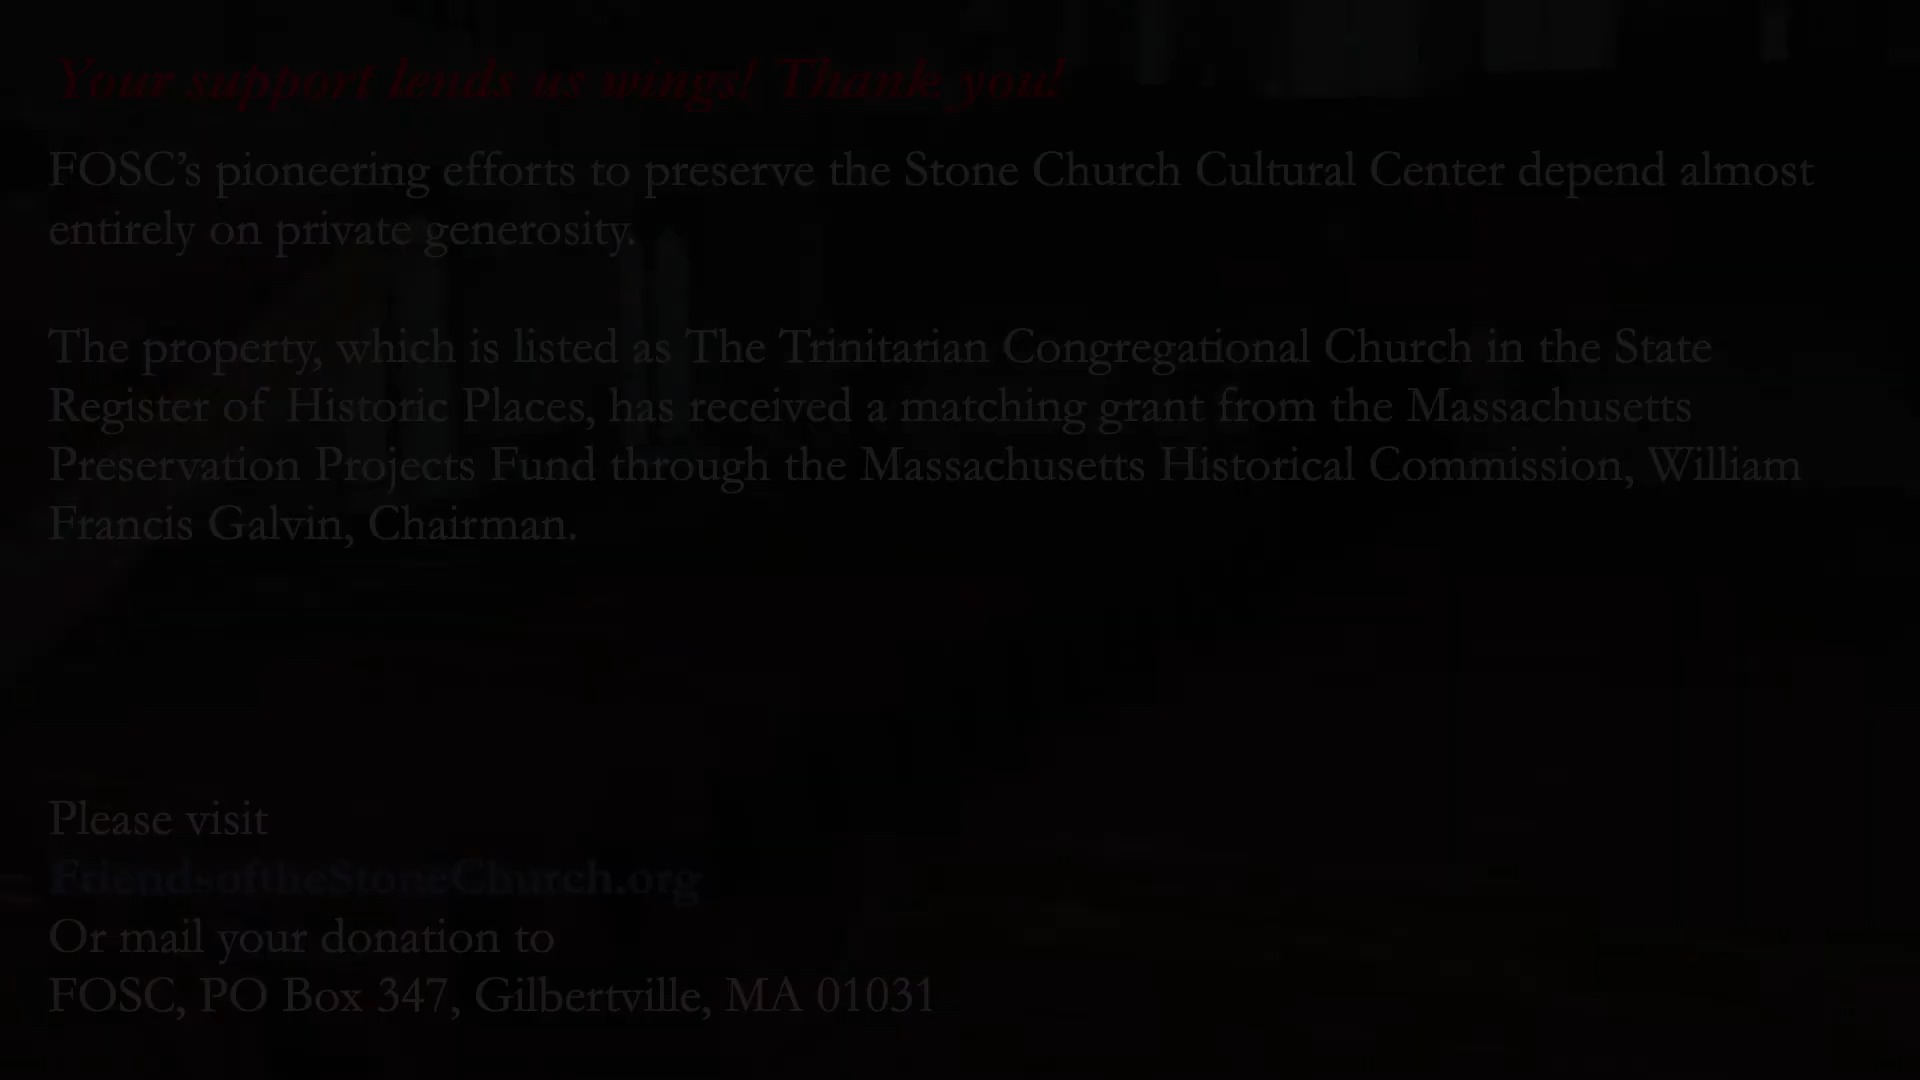 Your support lends us wings! Thank you!
FOSC’s pioneering efforts to preserve the Stone Church Cultural Center depend almost
entirely on private generosity.
The property, which is listed as The Trinitarian Congregational Church in the State
Register of Historic Places, has received a matching grant from the Massachusetts
Preservation Projects Fund through the Massachusetts Historical Commission, William
Francis Galvin, Chairman.
Please visit
FriendsoftheStoneChurch.org
Or mail your donation to
FOSC, PO Box 347, Gilbertville, MA 01031